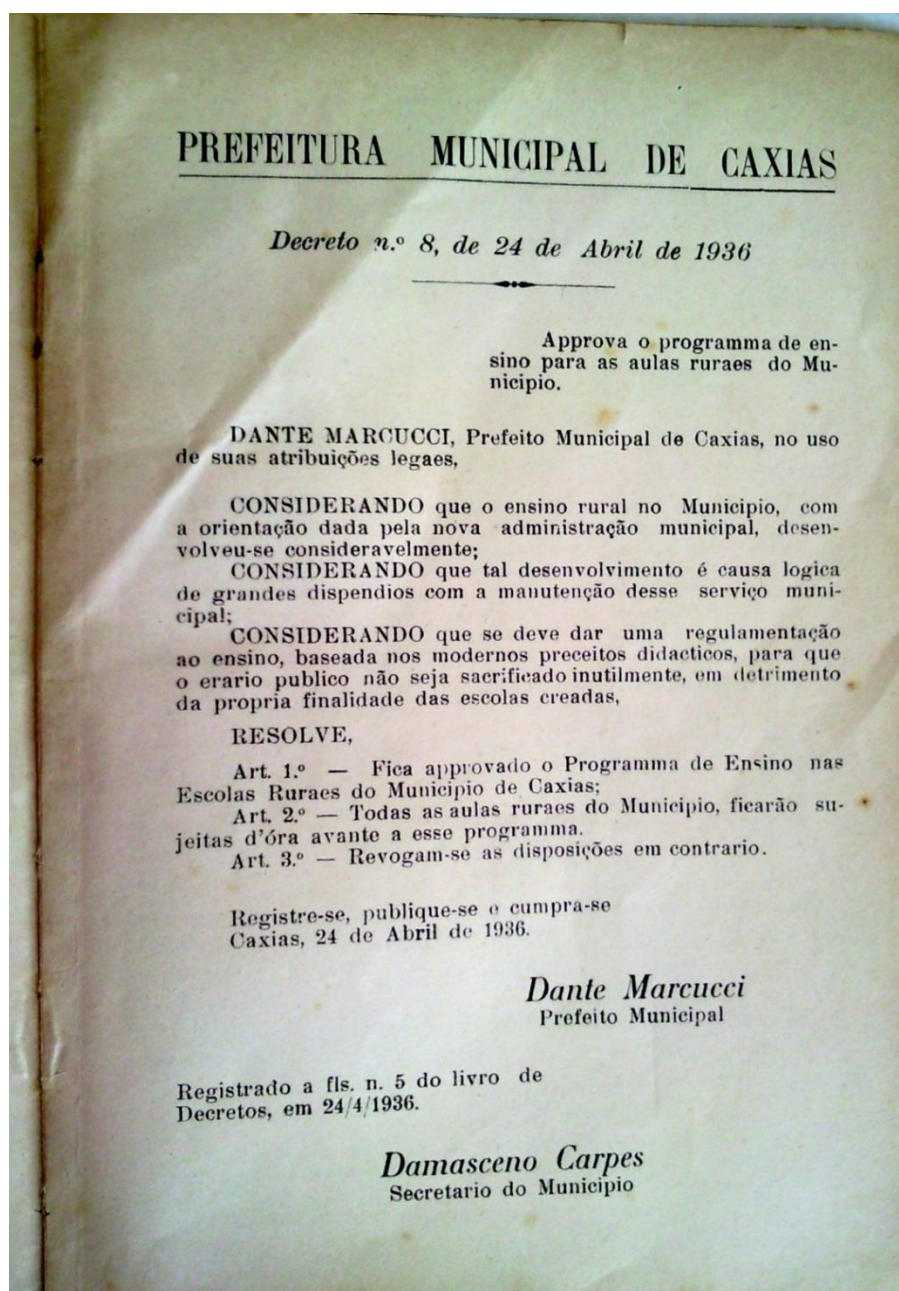 PREFEITURA MUNICIPAL DE CAXIAS
Decreto n.º 8, de 24 de Abril de 1936
Approva o programma de en-
sino para as aulas ruraes do Mu-
nicipio.
DANTE MARCUCCI, Prefeito Municipal de Caxias, no uso
de suas atribuições legaes,
CONSIDERANDO que o ensino rural no Municipio, com
a orientação dada pela nova administração municipal, desen-
volveu-se consideravelmente;
CONSIDERANDO que tal desenvolvimento é causa logica
de grandes dispendios com a manutenção desse serviço muni-
cipal;
CONSIDERANDO que se deve dar uma regulamentação
ao ensino, baseada nos modernos preceitos didacticos, para que
o erario publico não seja sacrificado inutilmente, em detrimento
da propria finalidade das escolas creadas,
RESOLVE,
Art. 1.º — Fica approvado o Programma de Ensino nas
Escolas Ruraes do Municipio de Caxias;
Art. 2.º — Todas as aulas ruraes do Municipio, ficarão su-
jeitas d'óra avante a esse programma.
Art. 3.º — Revogam-se as disposições em contrario.
Registre-se, publique-se e cumpra-se
Caxias, 24 de Abril de 1936.
Dante Marcucci
Prefeito Municipal
Registrado a fls. n. 5 do livro de
Decretos, em 24/4/1936.
Damasceno Carpes
Secretario do Municipio